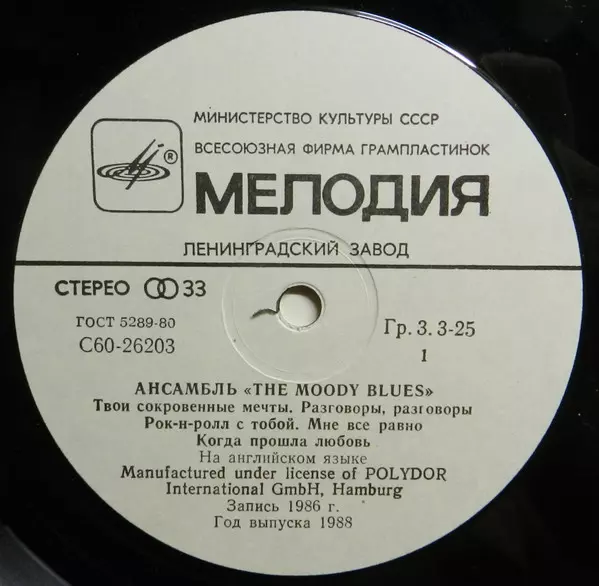 МИНИСТЕРСТВО КУЛЬТУРЫ СССР
®
ВСЕСОЮЗНАЯ ФИРМА ГРАМПЛАСТИНОК
МЕЛОДИЯ
ЛЕНИНГРАДСКИЙ ЗАВОД
СТЕРЕО 33
ГОСТ 5289-80
С60-26203
Гр. 3. 3-25
1
АНСАМБЛЬ «THE MOODY BLUES»
Твои сокровенные мечты. Разговоры, разговоры
Рок-н-ролл с тобой. Мне все равно
Когда прошла любовь
На английском языке
Manufactured under license of POLYDOR
International GmbH, Hamburg
Запись 1986 г.
Год выпуска 1988